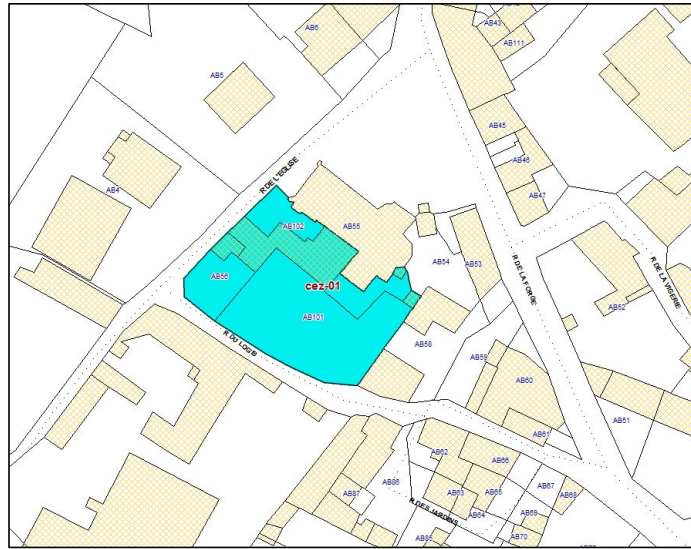 AB43
AB6
AB111
AB5
AB45
AB46
AB4
R DE L'EGLISE
AB47
AB102
AB55
AB56
AB54
AB53
R DE LA FORGE
R DE LA VIGERIE
cez-01
AB101
AB52
R DU LOGIS
AB58
AB59
AB60
AB61
AB51
AB62
AB66
AB86
AB67
AB87
AB63
AB65
AB68
R DES JARDINS
AB64
AB69
AB85
AB70